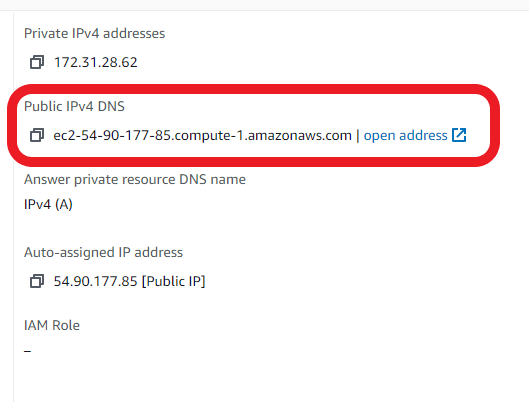 Private IPv4 addresses
172.31.28.62
Public IPv4 DNS
ec2-54-90-177-85.compute-1.amazonaws.com | open address
Answer private resource DNS name
IPv4 (A)
Auto-assigned IP address
54.90.177.85 [Public IP]
IAM Role
–